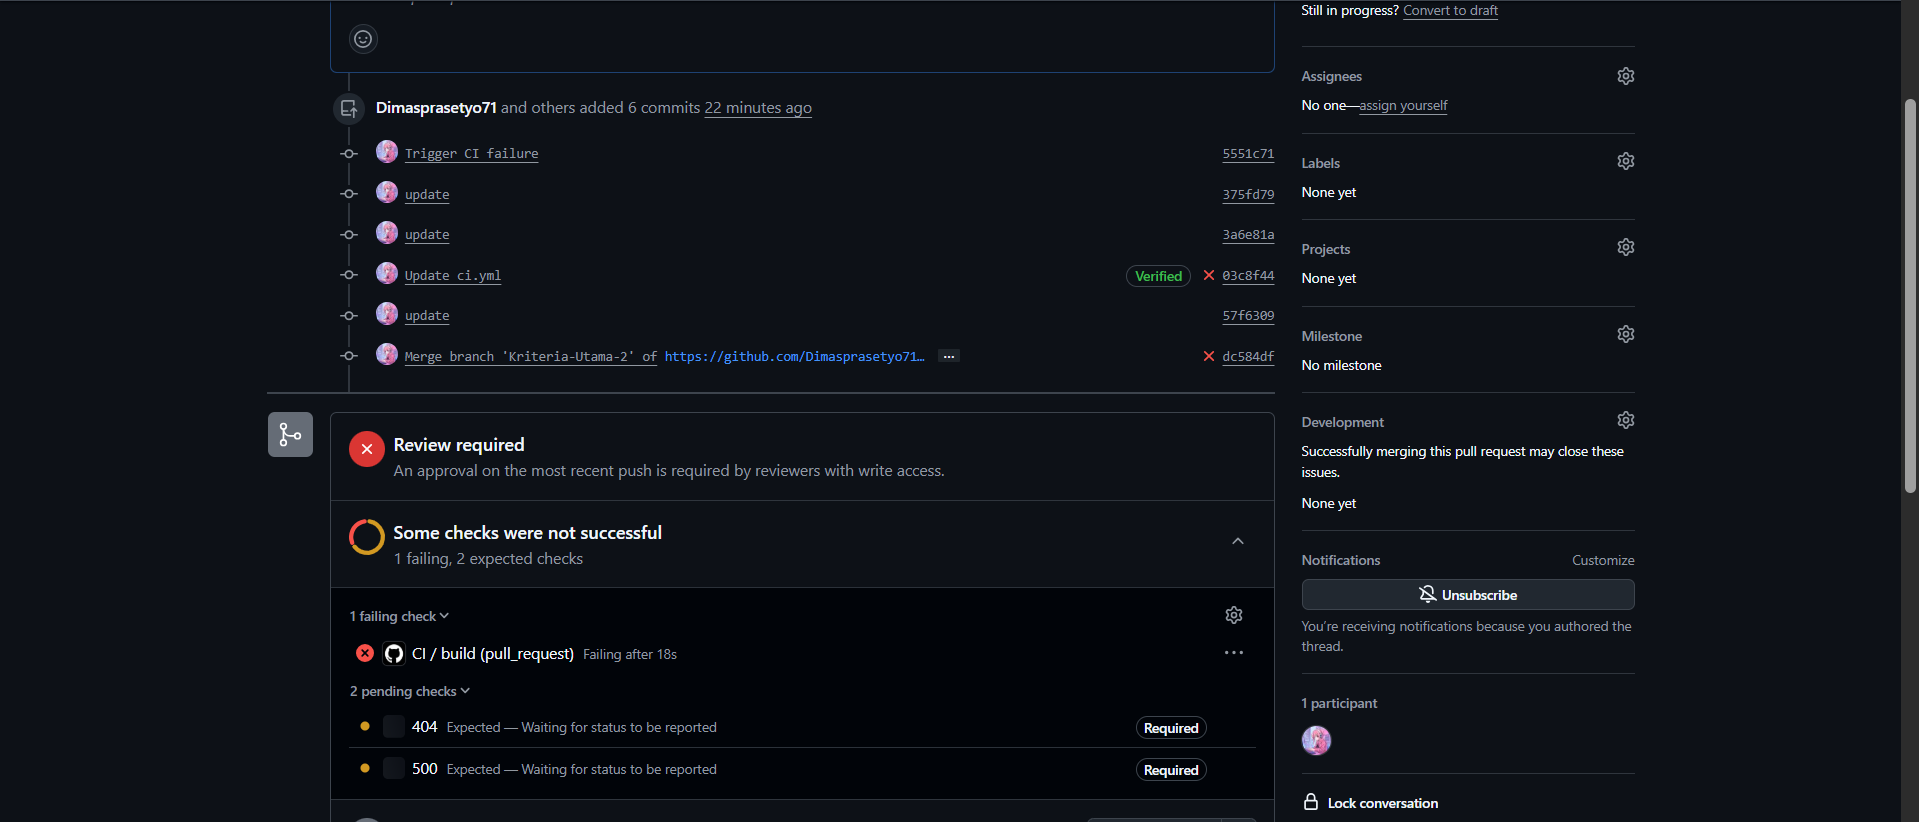 Dimasprasetyo71 and others added 6 commits 22 minutes ago
Trigger CI failure 5551c71
update 375fd79
update 3a6e81a
Update ci.yml Verified 03c8f44
update 57f6309
Merge branch 'Kriteria-Utama-2' of https://github.com/Dimasprasetyo71… ... dc584df
Review required
An approval on the most recent push is required by reviewers with write access.
Some checks were not successful
1 failing, 2 expected checks
1 failing check
CI / build (pull_request) Failing after 18s
2 pending checks
404 Expected — Waiting for status to be reported Required
500 Expected — Waiting for status to be reported Required
Still in progress? Convert to draft
Assignees
No one—assign yourself
Labels
None yet
Projects
None yet
Milestone
No milestone
Development
Successfully merging this pull request may close these
issues.
None yet
Notifications Customize
Unsubscribe
You're receiving notifications because you authored the
thread.
1 participant
Lock conversation